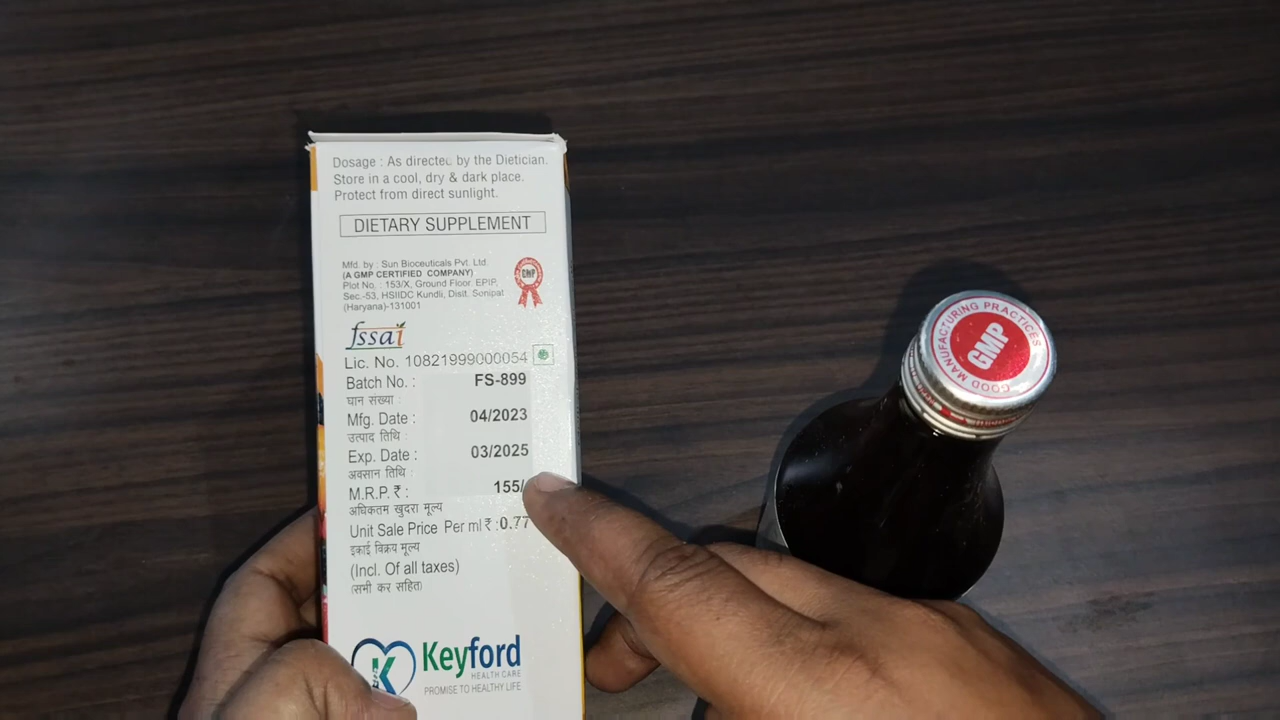 Dosage : As directed by the Dietician.
Store in a cool, dry & dark place.
Protect from direct sunlight.
DIETARY SUPPLEMENT
Mfd. by : Sun Bioceuticals Pvt. Ltd.
(A GMP CERTIFIED COMPANY)
Plot No. : 153/X, Ground Floor. EPIP,
Sec.-53, HSIIDC Kundli, Distt. Sonipat
(Haryana)-131001
GMP
fssai
Lic. No. 10821999000054
Batch No. : FS-899
घान संख्या :
Mfg. Date : 04/2023
उत्पाद तिथि :
Exp. Date : 03/2025
अवसान तिथि :
M.R.P. ₹ : 155/
अधिकतम खुदरा मूल्य
Unit Sale Price Per ml ₹ :0.77
इकाई विक्रय मूल्य
(Incl. Of all taxes)
(सभी कर सहित)
Keyford
HEALTH CARE
PROMISE TO HEALTHY LIFE
GOOD MANUFACTURING PRACTICES
GMP